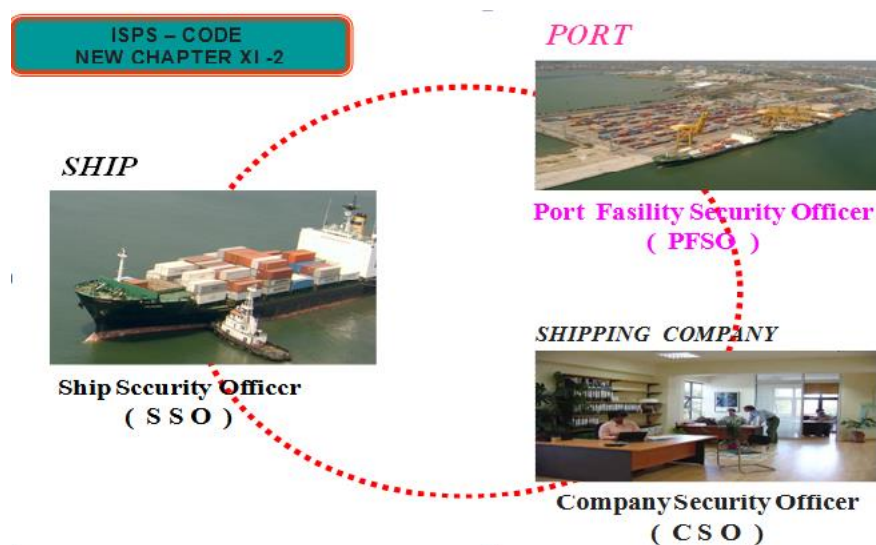 ISPS – CODE
NEW CHAPTER XI -2
PORT
SHIP
Port Fasility Security Officer
( PFSO )
SHIPPING COMPANY
Ship Security Officer
( S S O )
Company Security Officer
( C S O )